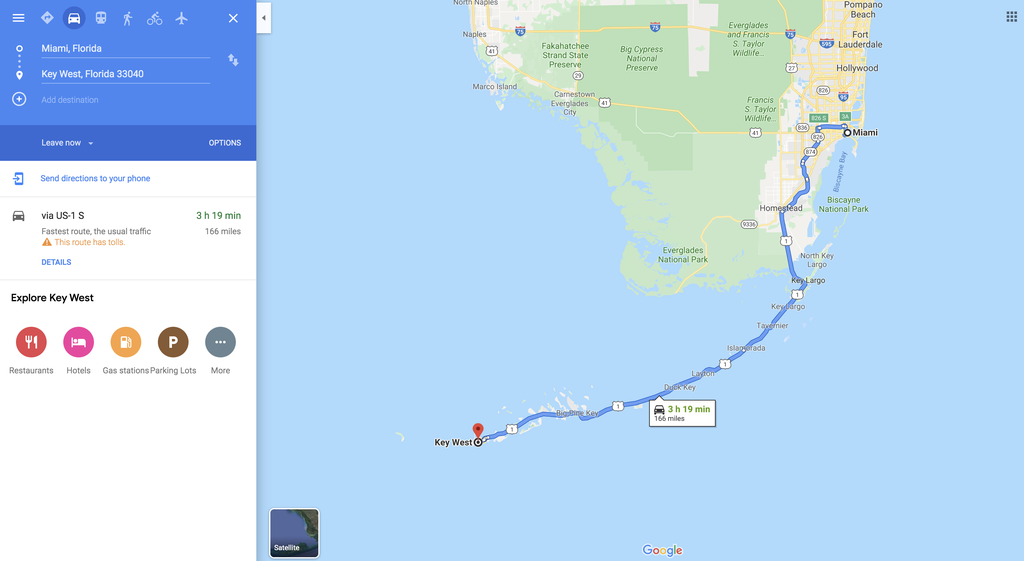 Miami, Florida
Key West, Florida 33040
Add destination
Leave now
OPTIONS
Send directions to your phone
via US-1 S
3 h 19 min
Fastest route, the usual traffic
166 miles
This route has tolls.
DETAILS
Explore Key West
Restaurants
Hotels
Gas stations
P
Parking Lots
More
North Naples
Naples
41
75
Fakahatchee
Strand State
Preserve
29
Marco Island
Carnestown
Everglades
City
41
75
Big Cypress
National
Preserve
Everglades
and Francis
S. Taylor
Wildlife...
75
27
Francis
S. Taylor
Wildlife...
41
Pompano
Beach
Fort
Lauderdale
595
Hollywood
826
95
826 S
3A
836
826
Miami
874
Biscayne Bay
Biscayne
National Park
Homestead
9336
1
Everglades
National Park
North Key
Largo
Key Largo
1
Key Largo
Tavernier
Islamorada
1
Layton
Duck Key
3 h 19 min
166 miles
1
Big Pine Key
1
Key West
Satellite
Google